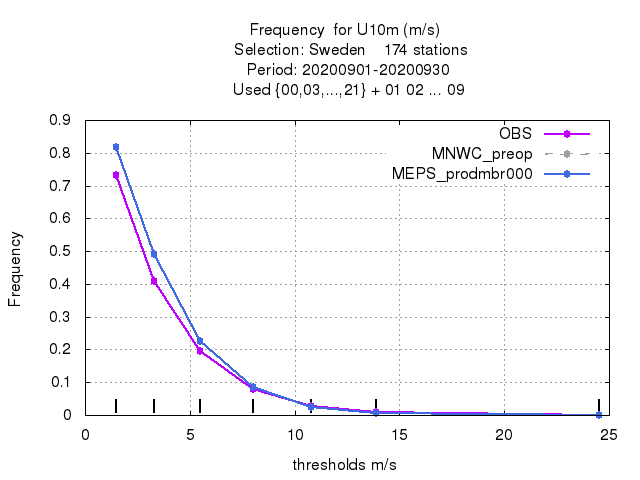 Frequency  for U10m (m/s)
Selection: Sweden    174 stations
Period: 20200901-20200930
Used {00,03,...,21} + 01 02 ... 09
OBS
MNWC_preop
MEPS_prodmbr000
Frequency
0.9
0.8
0.7
0.6
0.5
0.4
0.3
0.2
0.1
0
0 5 10 15 20 25
thresholds m/s